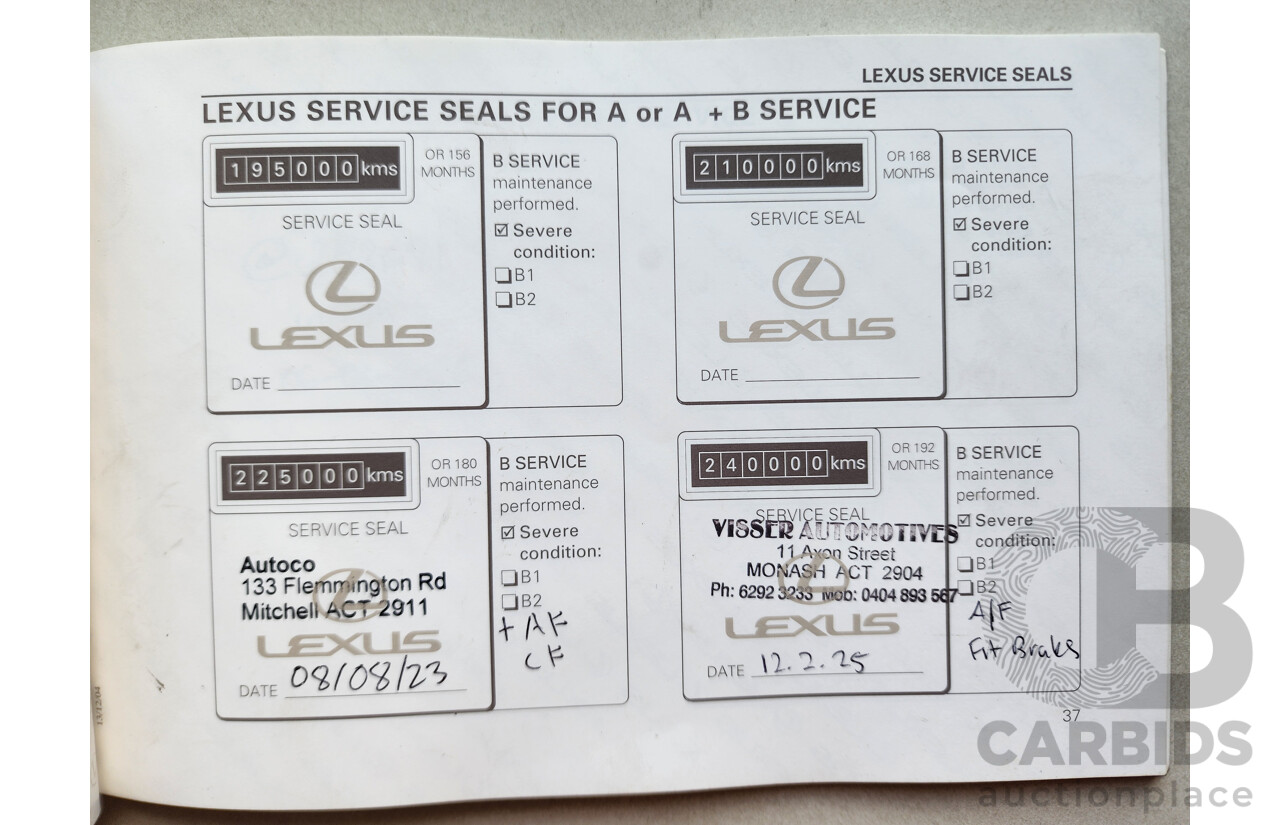 LEXUS SERVICE SEALS
LEXUS SERVICE SEALS FOR A or A + B SERVICE
195000 kms
OR 156
MONTHS
SERVICE SEAL
LEXUS
DATE
B SERVICE
maintenance
performed.
☑ Severe
condition:
❏ B1
❏ B2
210000 kms
OR 168
MONTHS
SERVICE SEAL
LEXUS
DATE
B SERVICE
maintenance
performed.
☑ Severe
condition:
❏ B1
❏ B2
225000 kms
OR 180
MONTHS
SERVICE SEAL
Autoco
133 Flemmington Rd
Mitchell ACT 2911
LEXUS
DATE 08/08/23
B SERVICE
maintenance
performed.
☑ Severe
condition:
❏ B1
❏ B2
+ AF
CF
240000 kms
OR 192
MONTHS
SERVICE SEAL
VISSER AUTOMOTIVES
11 Axon Street
MONASH ACT 2904
Ph: 6292 3233 Mob: 0404 893 567
LEXUS
DATE 12.2.25
B SERVICE
maintenance
performed.
☑ Severe
condition:
❏ B1
❏ B2
A/F
Fit Braks
37
13/12/04
CARBIDS
auctionplace